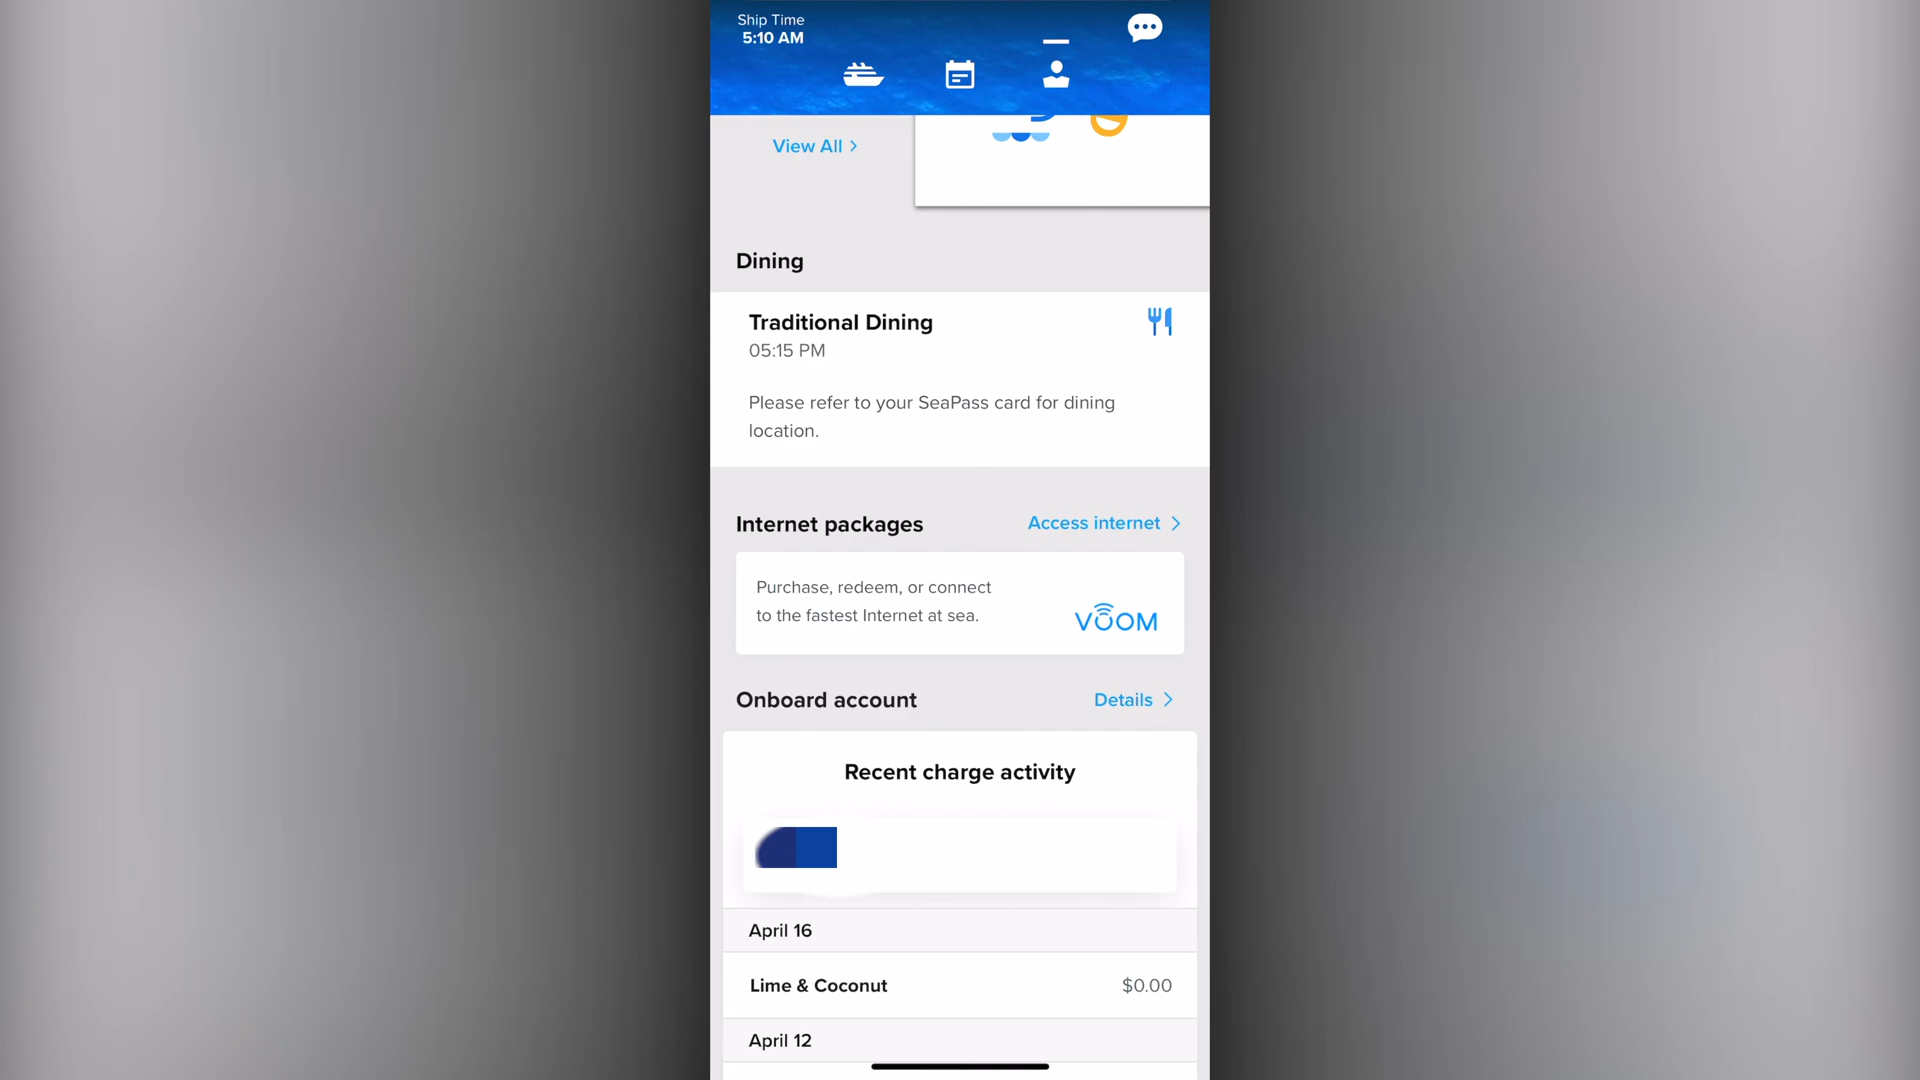 Ship Time
5:10 AM
View All
Dining
Traditional Dining
05:15 PM
Please refer to your SeaPass card for dining
location.
Internet packages
Access internet
Purchase, redeem, or connect
to the fastest Internet at sea.
VOOM
Onboard account
Details
Recent charge activity
April 16
Lime & Coconut
$0.00
April 12